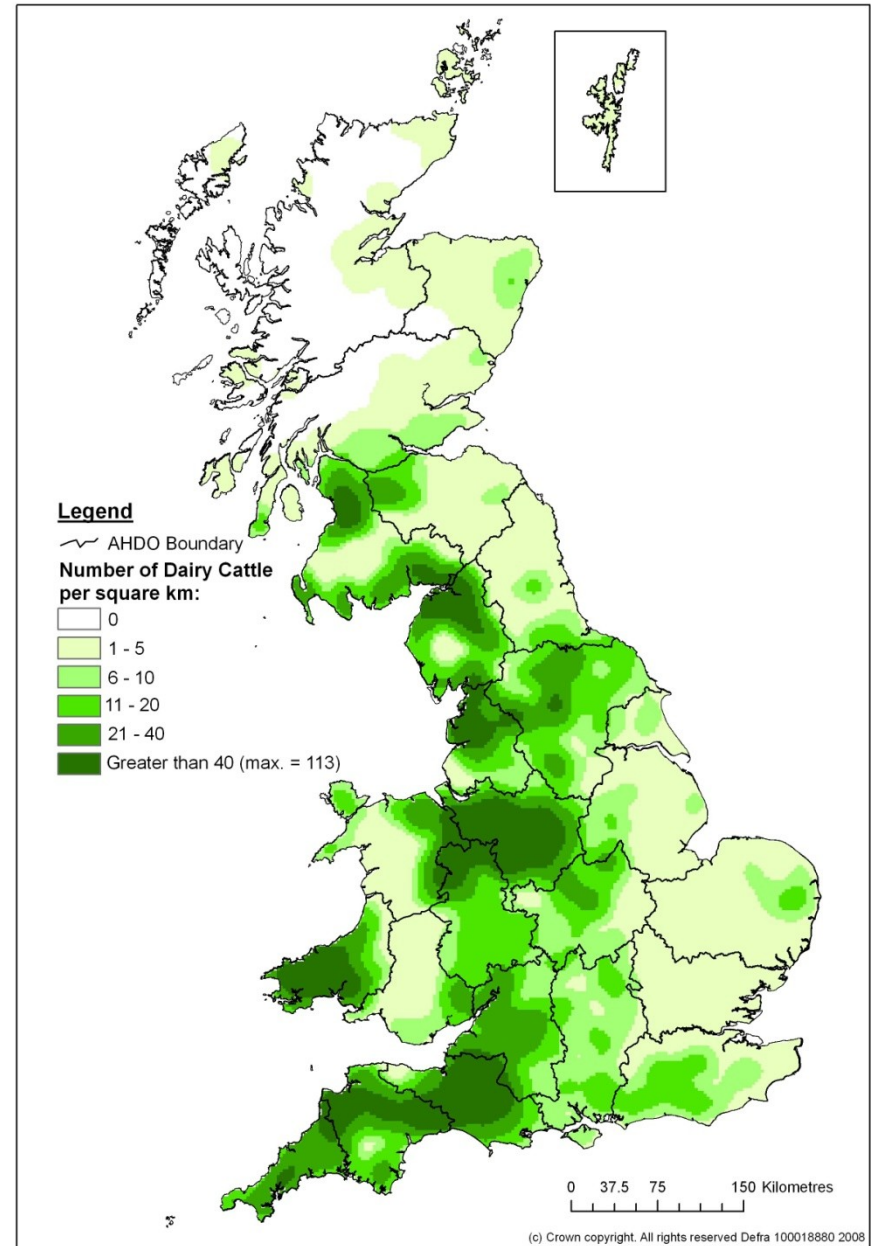 Legend
AHDO Boundary
Number of Dairy Cattle
per square km:
0
1 - 5
6 - 10
11 - 20
21 - 40
Greater than 40 (max. = 113)
0 37.5 75 150 Kilometres
(c) Crown copyright. All rights reserved Defra 100018880 2008